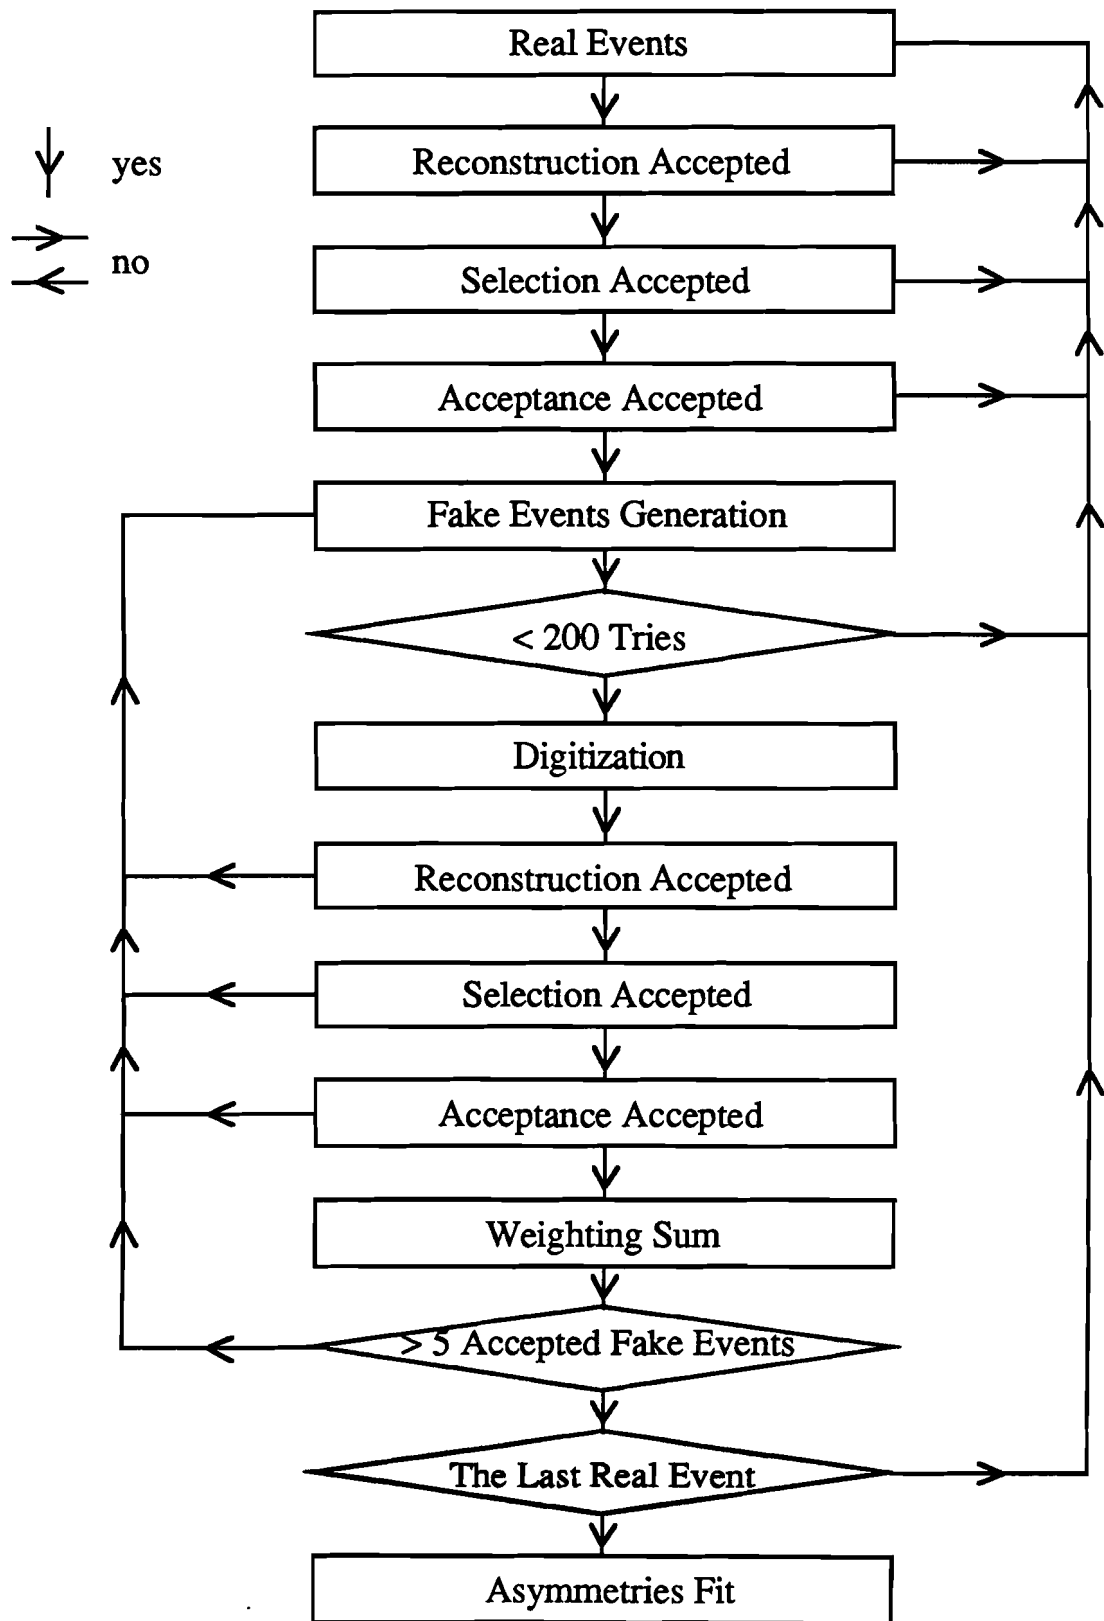 Real Events
Reconstruction Accepted
yes
no
Selection Accepted
Acceptance Accepted
Fake Events Generation
< 200 Tries
Digitization
Reconstruction Accepted
Selection Accepted
Acceptance Accepted
Weighting Sum
> 5 Accepted Fake Events
The Last Real Event
Asymmetries Fit